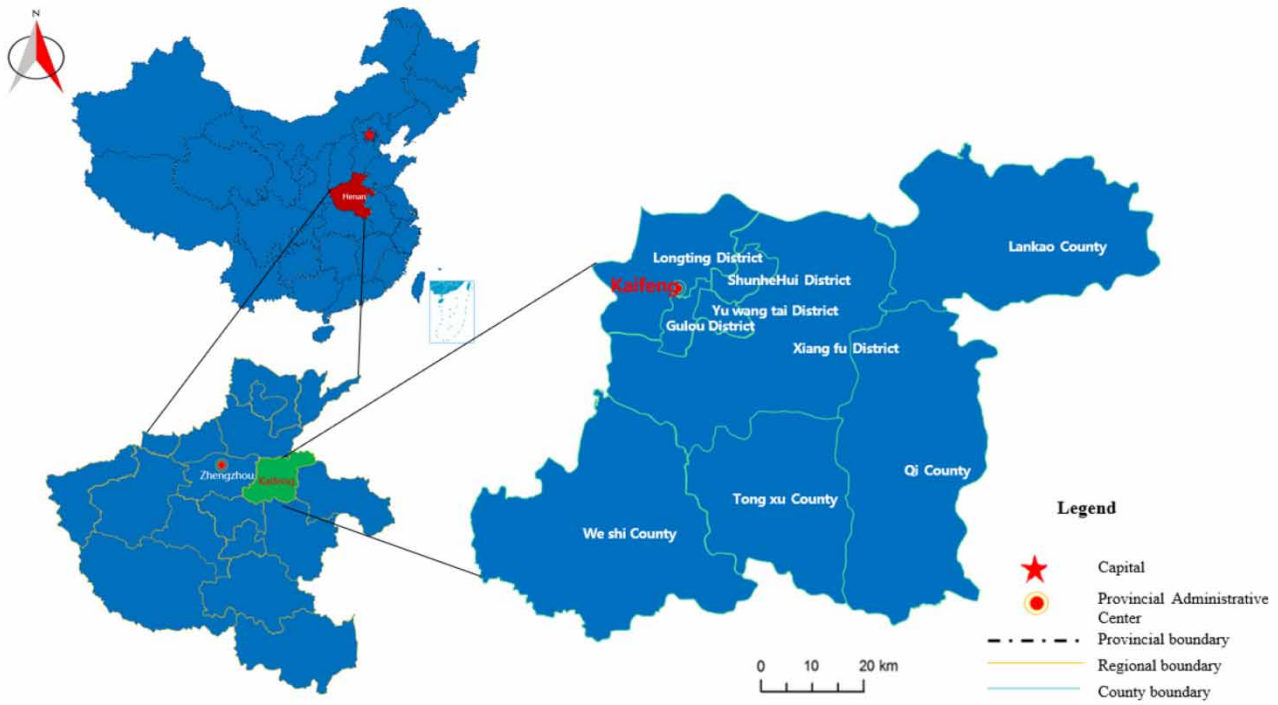 N
Henan
Zhengzhou
Kaifeng
Longting District
Lankao County
ShunheHui District
Kaifeng
Yu wang tai District
Gulou District
Xiang fu District
Qi County
Tong xu County
We shi County
Legend
Capital
Provincial Administrative
Center
Provincial boundary
Regional boundary
County boundary
0 10 20 km